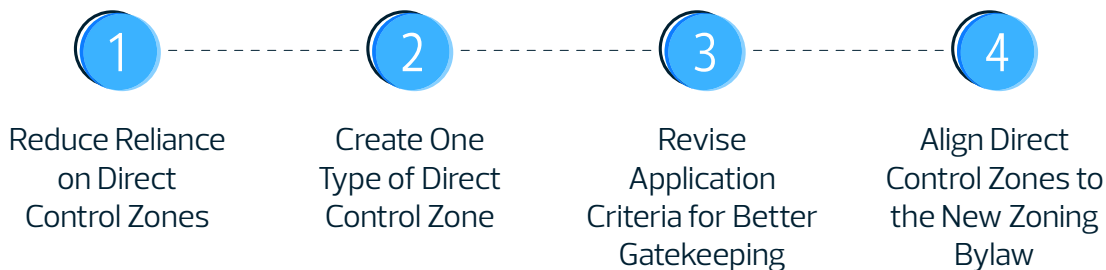 1
Reduce Reliance
on Direct
Control Zones
2
Create One
Type of Direct
Control Zone
3
Revise
Application
Criteria for Better
Gatekeeping
4
Align Direct
Control Zones to
the New Zoning
Bylaw